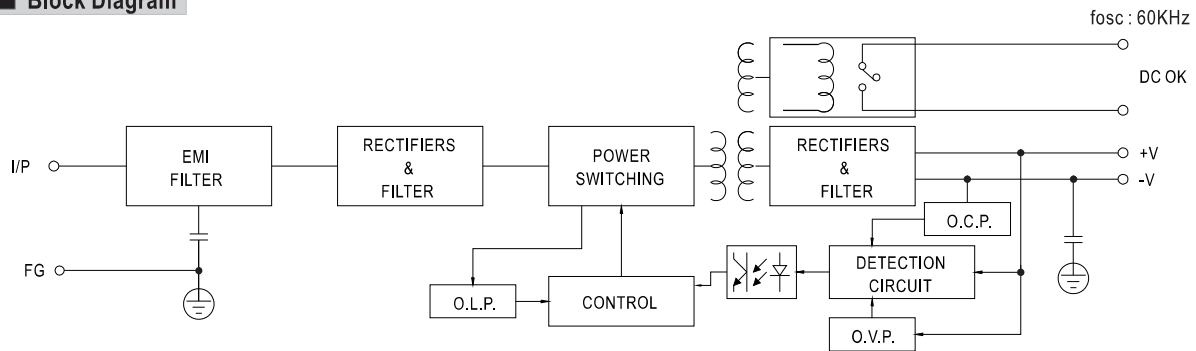 Block Diagram
fosc : 60KHz
DC OK
I/P
EMI
FILTER
RECTIFIERS
&
FILTER
POWER
SWITCHING
RECTIFIERS
&
FILTER
+V
-V
O.C.P.
FG
O.L.P.
CONTROL
DETECTION
CIRCUIT
O.V.P.